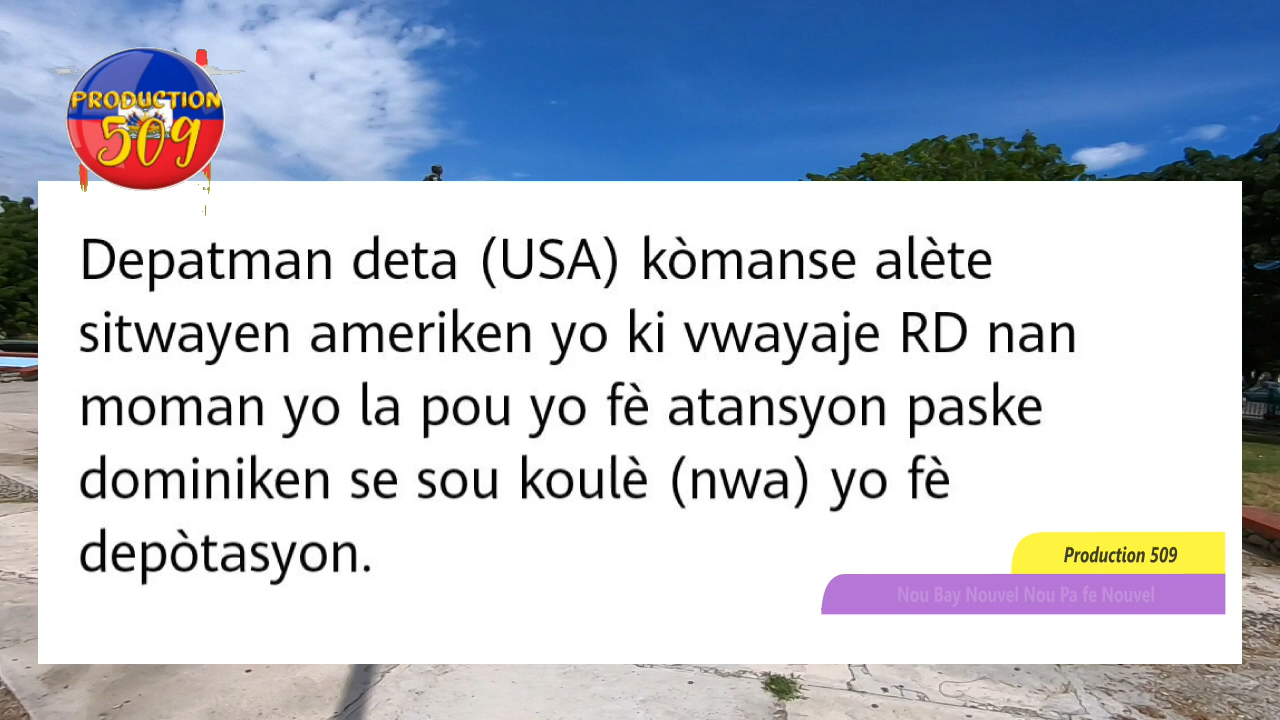 PRODUCTION
509
Depatman deta (USA) kòmanse alète
sitwayen ameriken yo ki vwayaje RD nan
moman yo la pou yo fè atansyon paske
dominiken se sou koulè (nwa) yo fè
depòtasyon.
Production 509
Nou Bay Nouvel Nou Pa fe Nouvel